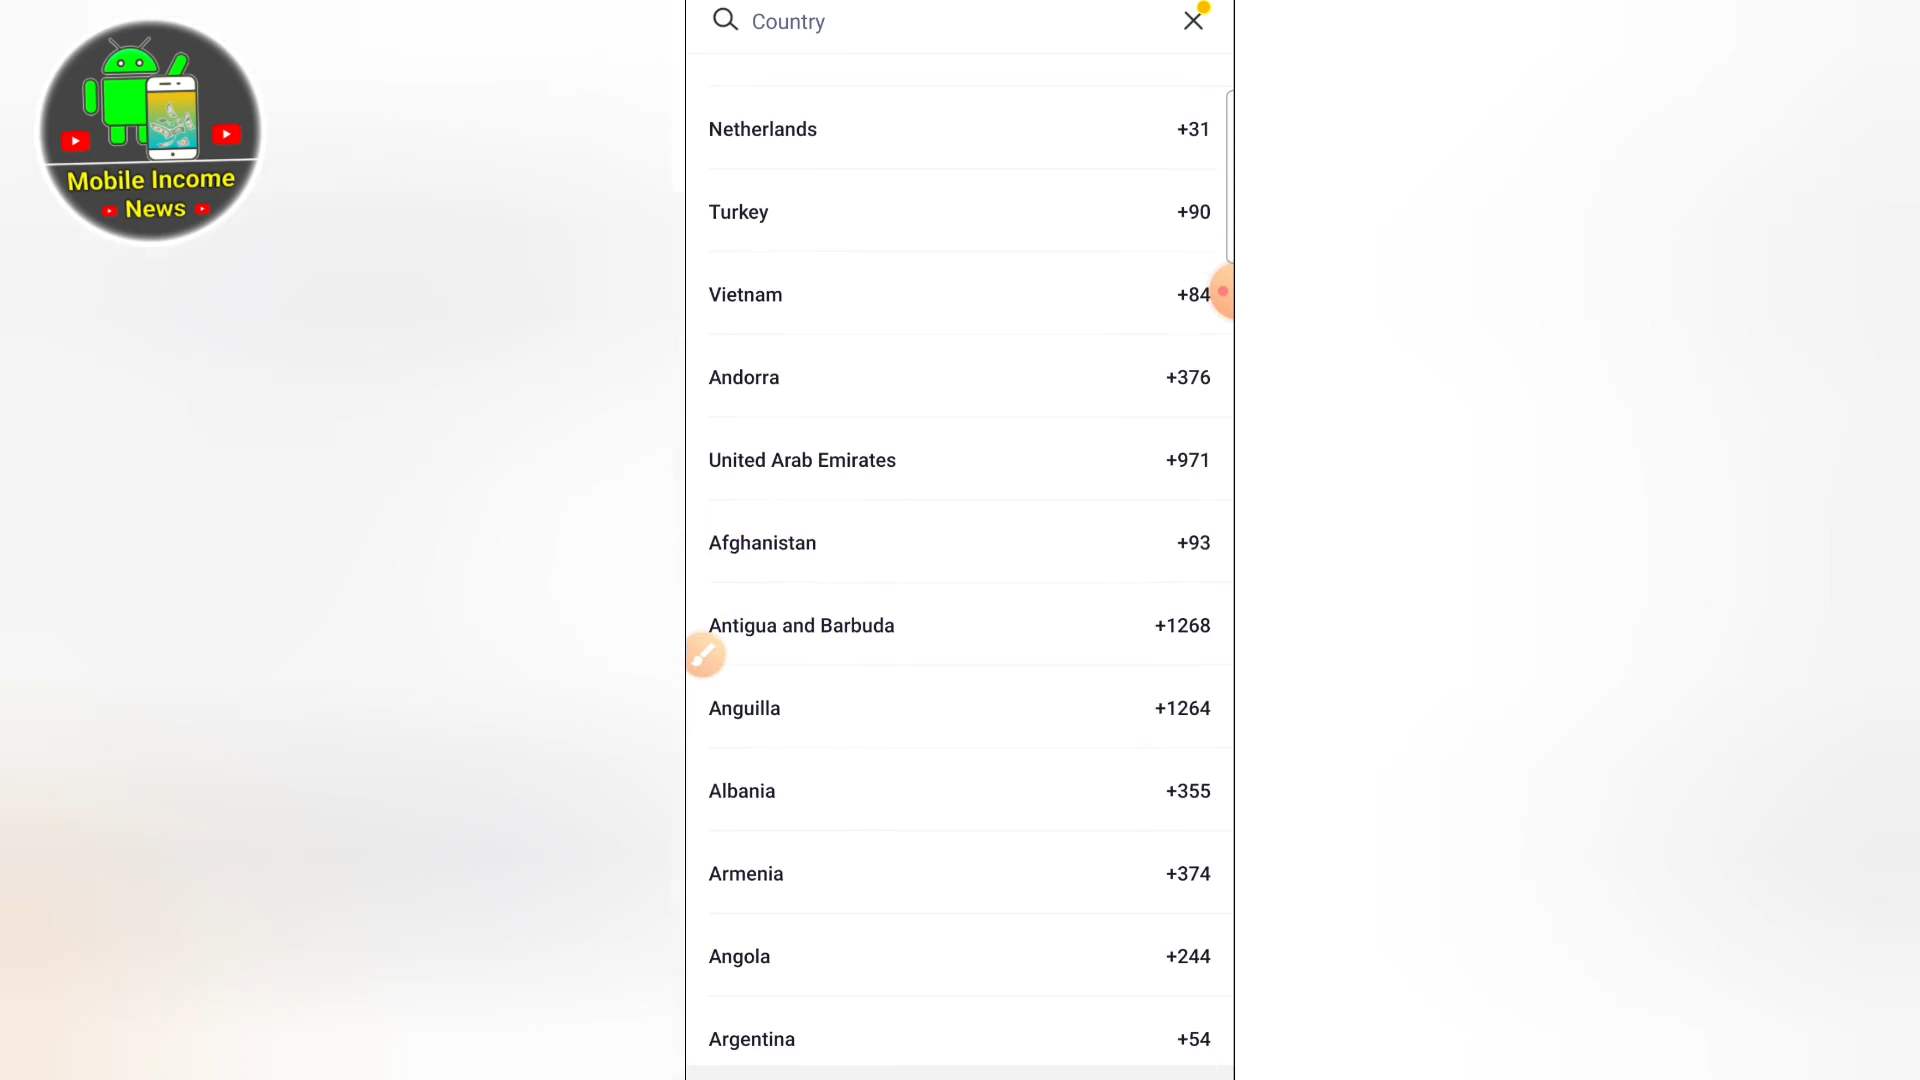 Mobile Income
News
Country
Netherlands +31
Turkey +90
Vietnam +84
Andorra +376
United Arab Emirates +971
Afghanistan +93
Antigua and Barbuda +1268
Anguilla +1264
Albania +355
Armenia +374
Angola +244
Argentina +54